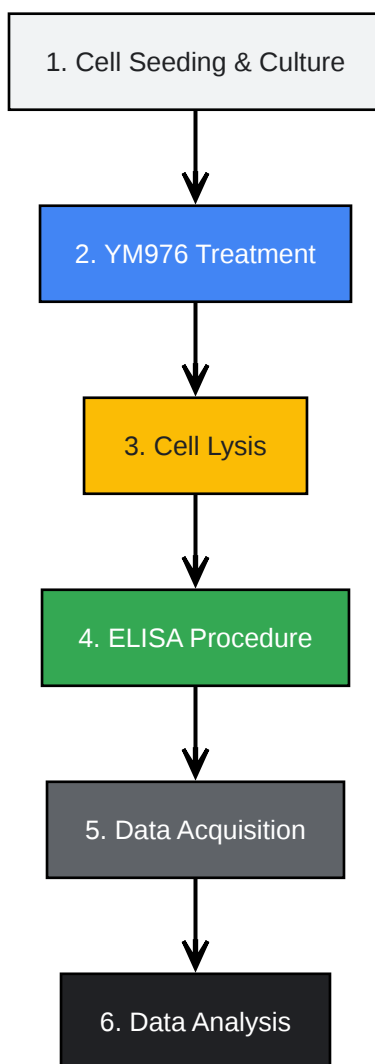 1. Cell Seeding & Culture
2. YM976 Treatment
3. Cell Lysis
4. ELISA Procedure
5. Data Acquisition
6. Data Analysis